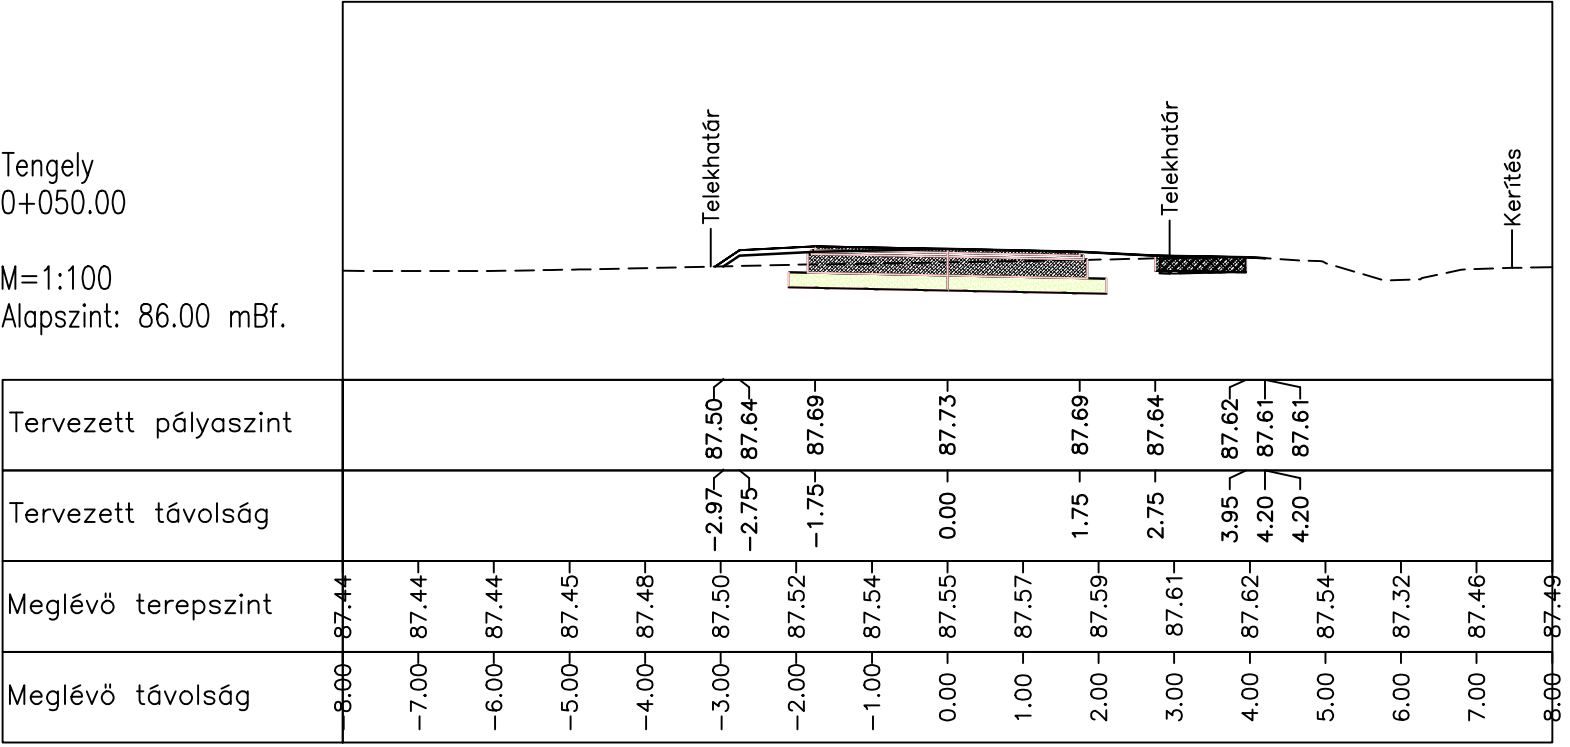 Telekhatár
Telekhatár
Kerítés
Tengely
0+050.00
M=1:100
Alapszint: 86.00 mBf.
Tervezett pályaszint 87.50 87.64 87.69 87.73 87.69 87.64 87.62 87.61 87.61
Tervezett távolság -2.97 -2.75 -1.75 0.00 1.75 2.75 3.95 4.20 4.20
Meglévő terepszint 87.44 87.44 87.44 87.45 87.48 87.50 87.52 87.54 87.55 87.57 87.59 87.61 87.62 87.54 87.32 87.46 87.49
Meglévő távolság -8.00 -7.00 -6.00 -5.00 -4.00 -3.00 -2.00 -1.00 0.00 1.00 2.00 3.00 4.00 5.00 6.00 7.00 8.00